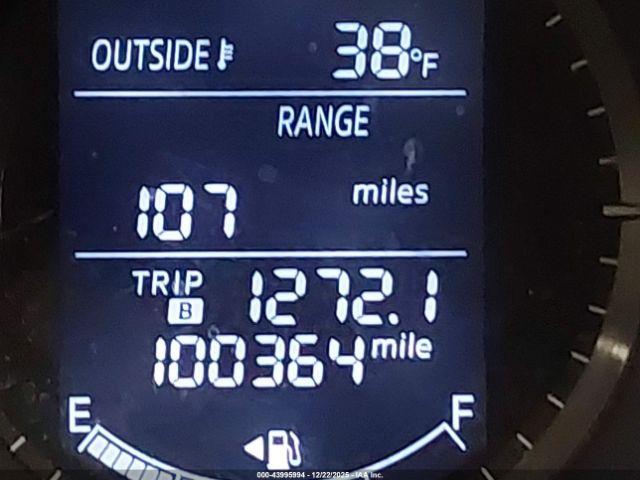 OUTSIDE 38°F
RANGE
107 miles
TRIP B 1272.1
100364 mile
E F
000-43995994 - 12/22/2025 - IAA Inc.